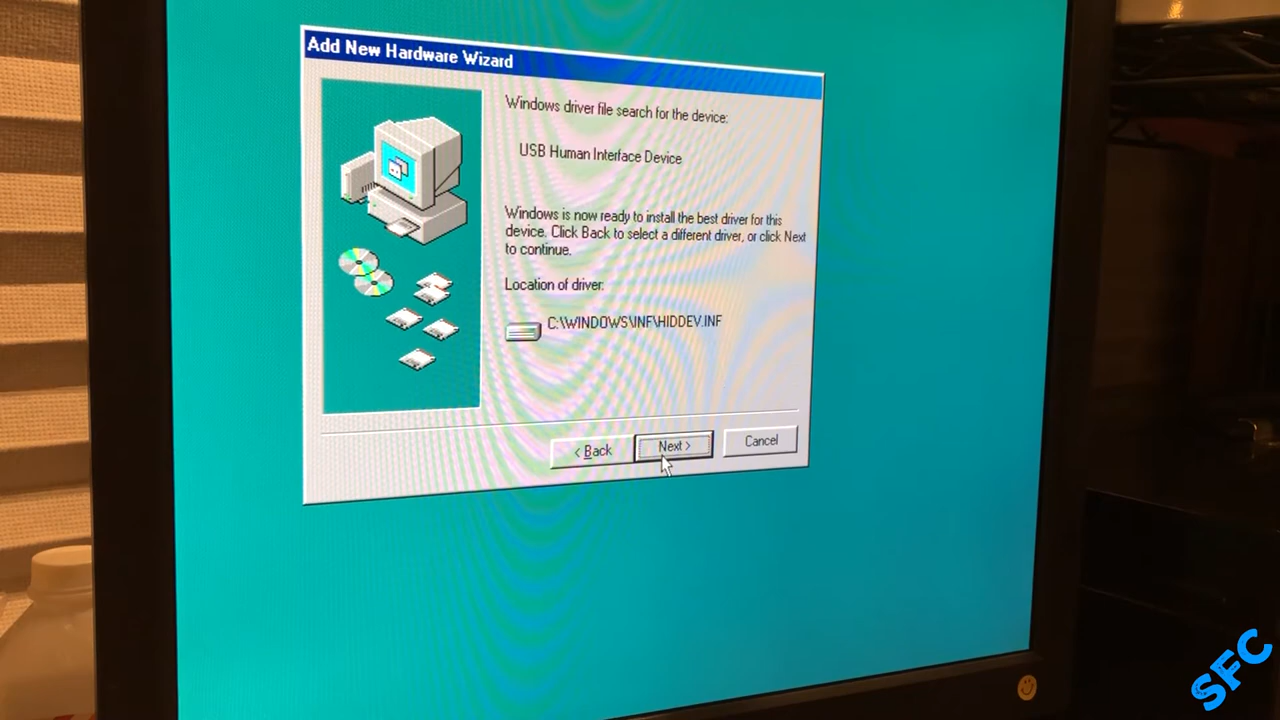 Add New Hardware Wizard
Windows driver file search for the device:
USB Human Interface Device
Windows is now ready to install the best driver for this
device. Click Back to select a different driver, or click Next
to continue.
Location of driver:
C:\WINDOWS\INF\HIDDEV.INF
< Back
Next >
Cancel
SFC